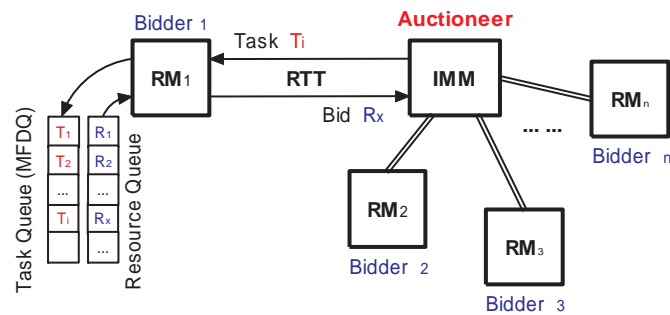 Bidder 1
Auctioneer
Task Ti
RM1
RTT
IMM
Bid Rx
RMn
... ...
Bidder n
Task Queue (MFDQ)
T1
T2
...
Ti
R1
R2
...
Rx
...
Resource Queue
RM2
Bidder 2
RM3
Bidder 3